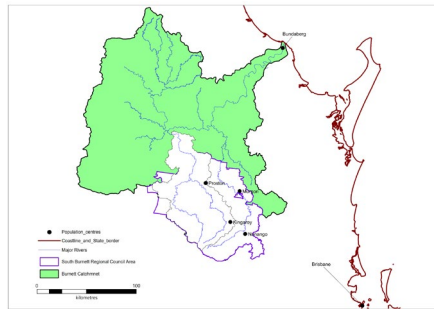 Bundaberg
Proston
Murgon
Kingaroy
Nanango
Brisbane
Population_centres
Coastline_and_State_border
Major Rivers
South Burnett Regional Council Area
Burnett Catchment
0
100
kilometres